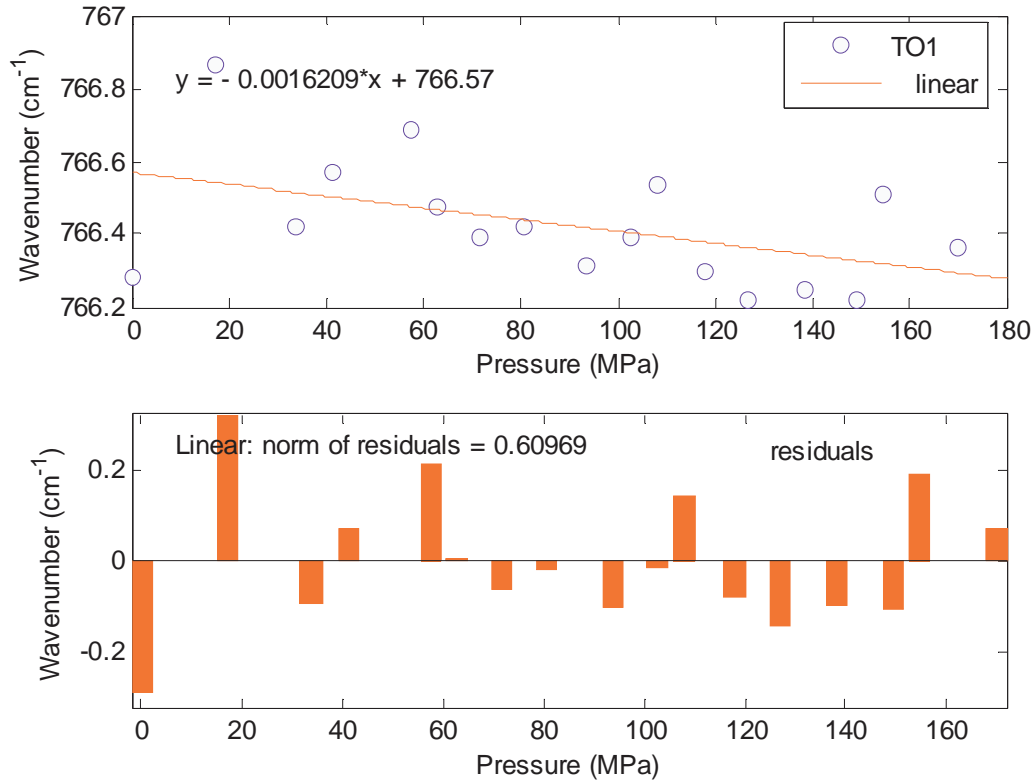 767
766.8
766.6
766.4
766.2
Wavenumber (cm-1)
y = - 0.0016209*x + 766.57
TO1
linear
0 20 40 60 80 100 120 140 160 180
Pressure (MPa)
0.2
0
-0.2
Wavenumber (cm-1)
Linear: norm of residuals = 0.60969
residuals
0 20 40 60 80 100 120 140 160
Pressure (MPa)